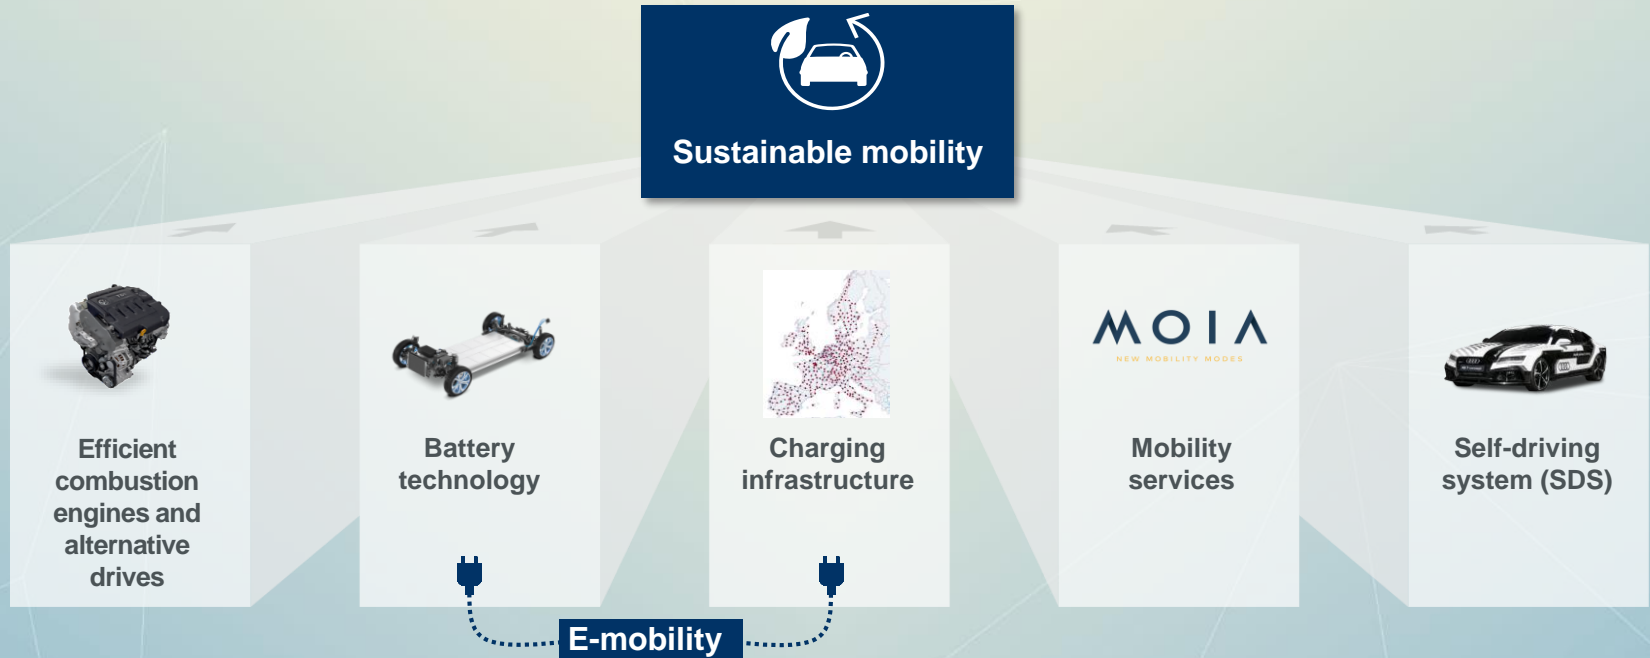 Sustainable mobility
MOIA
NEW MOBILITY MODES
Efficient
combustion
engines and
alternative
drives
Battery
technology
Charging
infrastructure
Mobility
services
Self-driving
system (SDS)
E-mobility